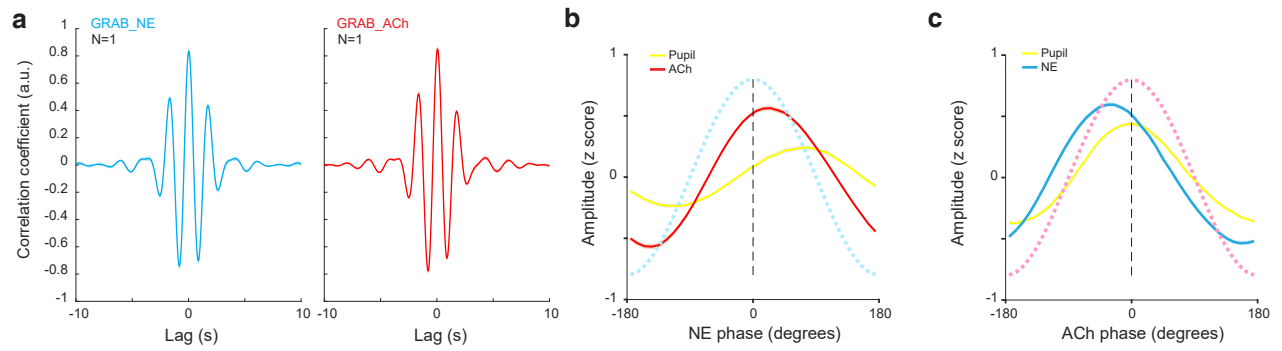 a
GRAB_NE
N=1
Correlation coefficient (a.u.)
1
0.8
0.6
0.4
0.2
0
-0.2
-0.4
-0.6
-0.8
-1
-10
0
10
Lag (s)
GRAB_ACh
N=1
-10
0
10
Lag (s)
b
Pupil
ACh
Amplitude (z score)
1
0
-1
-180
0
180
NE phase (degrees)
c
Pupil
NE
Amplitude (z score)
1
0
-1
-180
0
180
ACh phase (degrees)